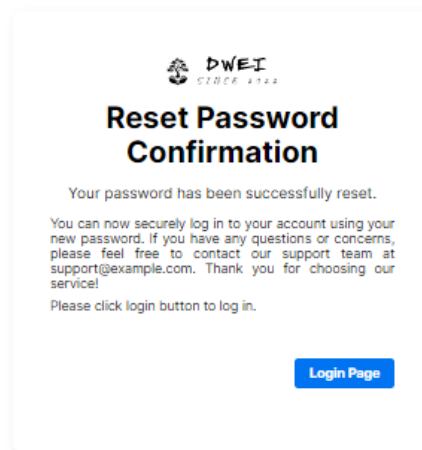 DWEI
SINCE 2022
Reset Password
Confirmation
Your password has been successfully reset.
You can now securely log in to your account using your
new password. If you have any questions or concerns,
please feel free to contact our support team at
support@example.com. Thank you for choosing our
service!
Please click login button to log in.
Login Page